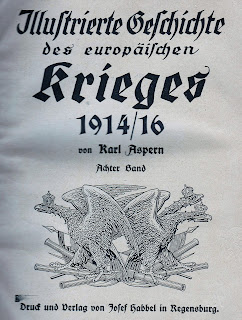 Illustrierte Geschichte
des europäischen
Krieges
1914/16
von Karl Aspern
Achter Band
Druck und Verlag von Josef Habbel in Regensburg.